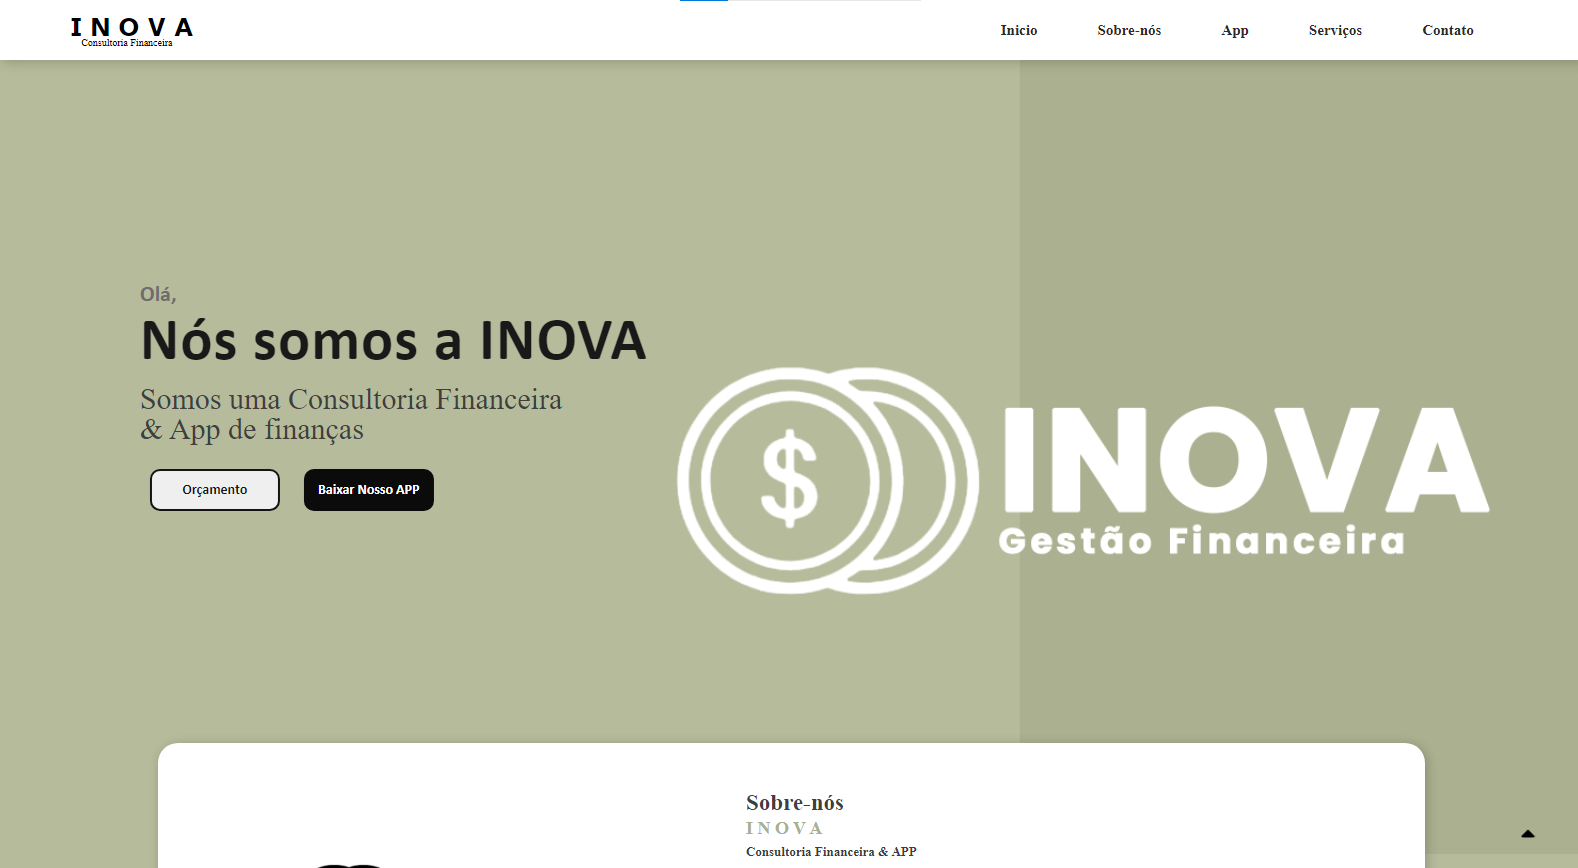 INOVA
Consultoria Financeira
Inicio
Sobre-nós
App
Serviços
Contato
Olá,
Nós somos a INOVA
Somos uma Consultoria Financeira
& App de finanças
Orçamento
Baixar Nosso APP
$
INOVA
Gestão Financeira
Sobre-nós
INOVA
Consultoria Financeira & APP